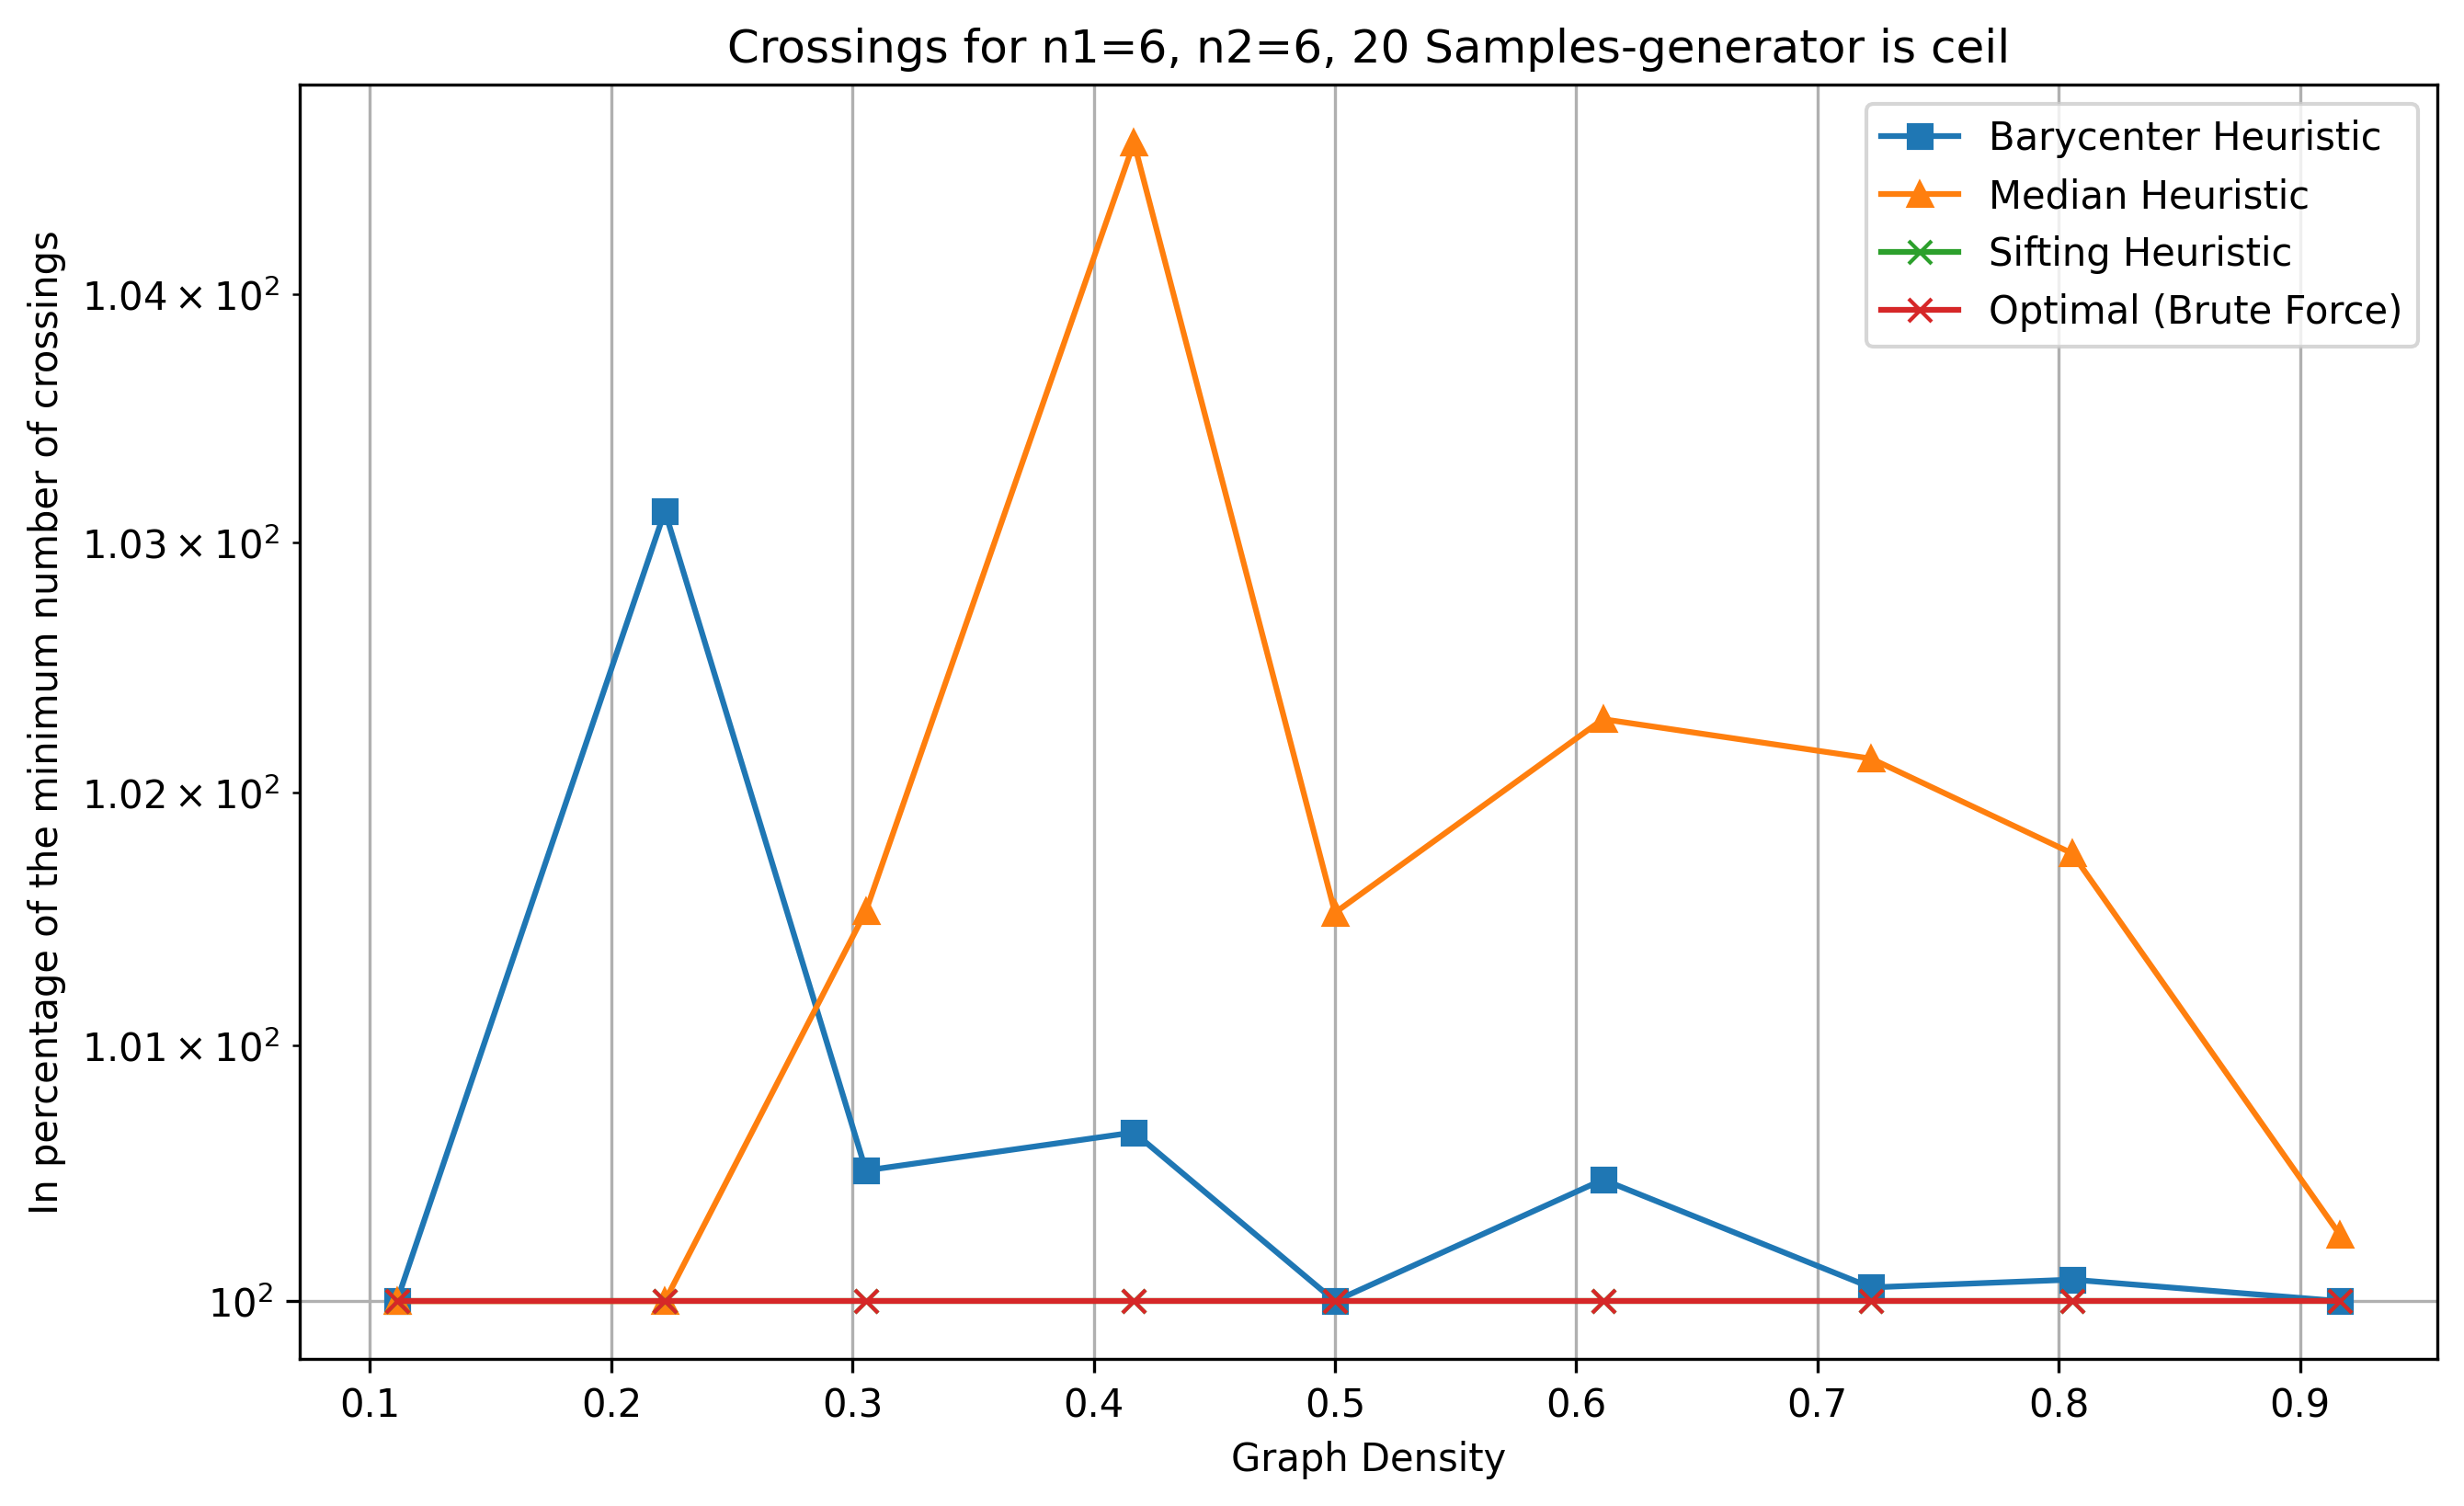 Crossings for n1=6, n2=6, 20 Samples-generator is ceil
Barycenter Heuristic
Median Heuristic
Sifting Heuristic
Optimal (Brute Force)
In percentage of the minimum number of crossings
1.04×10²
1.03×10²
1.02×10²
1.01×10²
10²
0.1 0.2 0.3 0.4 0.5 0.6 0.7 0.8 0.9
Graph Density